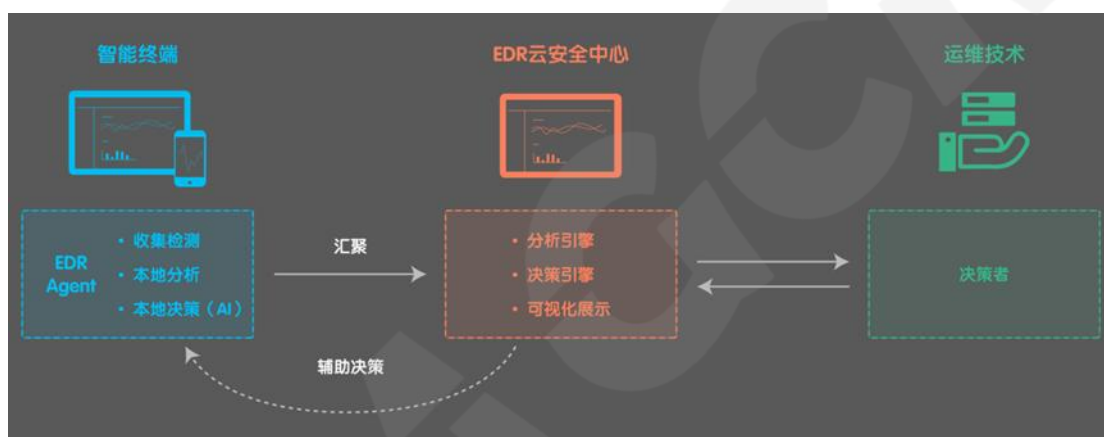 智能终端
EDR云安全中心
运维技术
EDR
Agent
• 收集检测
• 本地分析
• 本地决策（AI）
汇聚
• 分析引擎
• 决策引擎
• 可视化展示
决策者
辅助决策